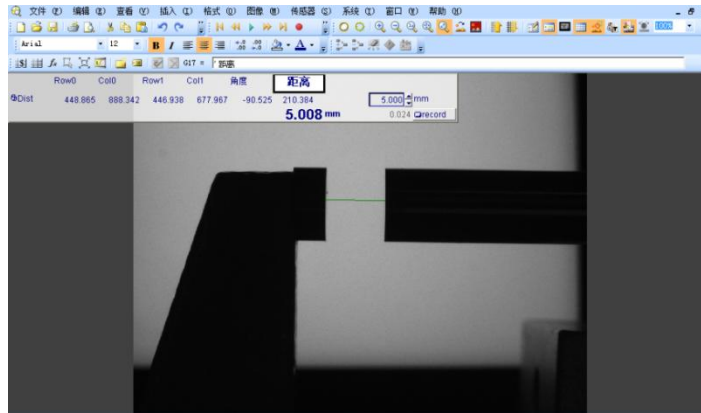 文件(F) 编辑(E) 查看(V) 插入(I) 格式(O) 图像(M) 传感器(S) 系统(T) 窗口(W) 帮助(H)
100%
Arial 12 B I A
G17 = '距离
Row0 Col0 Row1 Col1 角度 距离
Dist 448.865 888.342 446.938 677.967 -90.525 210.384 5.000 mm
5.008 mm 0.024 record